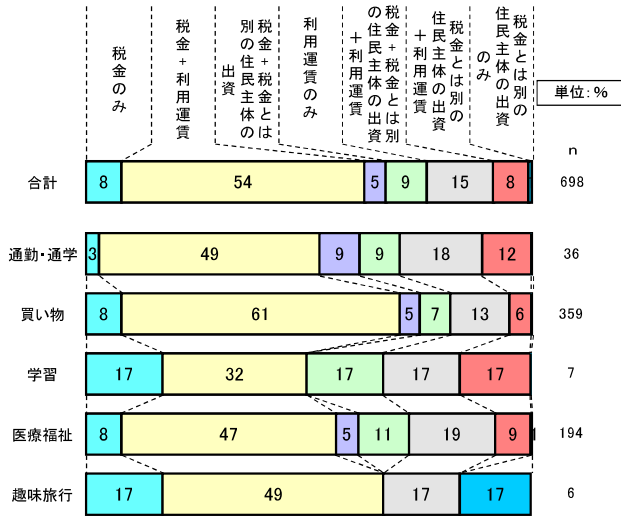 税金のみ
税金+利用運賃
税金+税金とは
別の住民主体の
出資
利用運賃のみ
税金+税金とは別
の住民主体の出資
+利用運賃
税金とは別の
住民主体の出資
+利用運賃
税金とは別の
住民主体の出資
のみ
単位:%
n
合計 8 54 5 9 15 8 698
通勤・通学 3 49 9 9 18 12 36
買い物 8 61 5 7 13 6 359
学習 17 32 17 17 17 7
医療福祉 8 47 5 11 19 9 1 194
趣味旅行 17 49 17 17 6